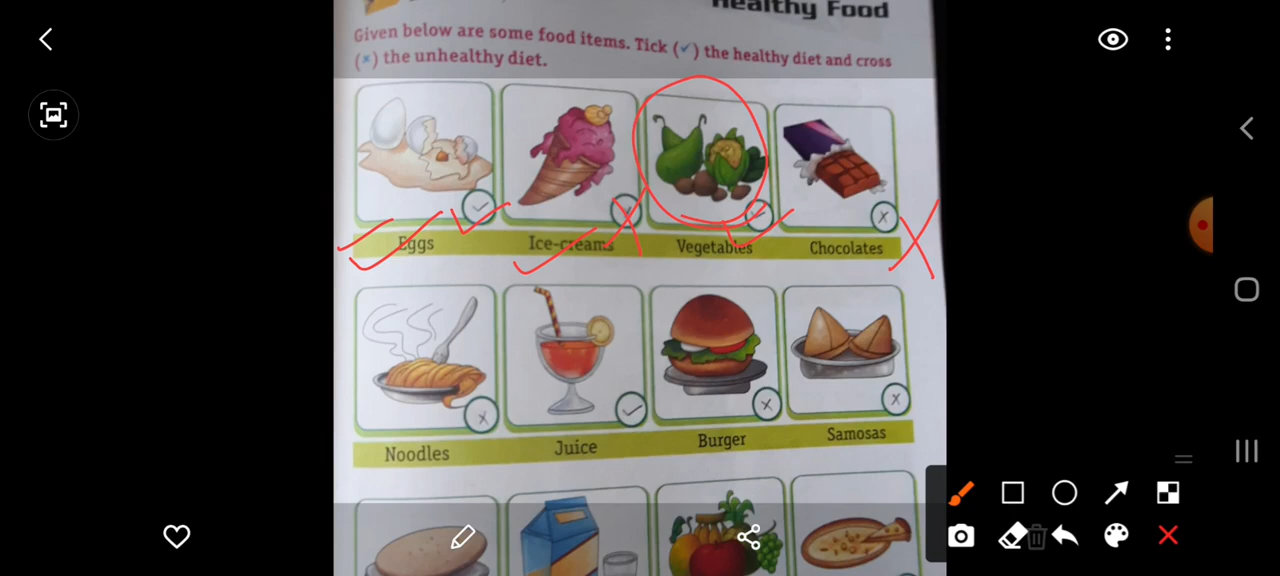 Healthy Food
Given below are some food items. Tick (✓) the healthy diet and cross
(×) the unhealthy diet.
Eggs Ice-creams Vegetables Chocolates
Noodles Juice Burger Samosas